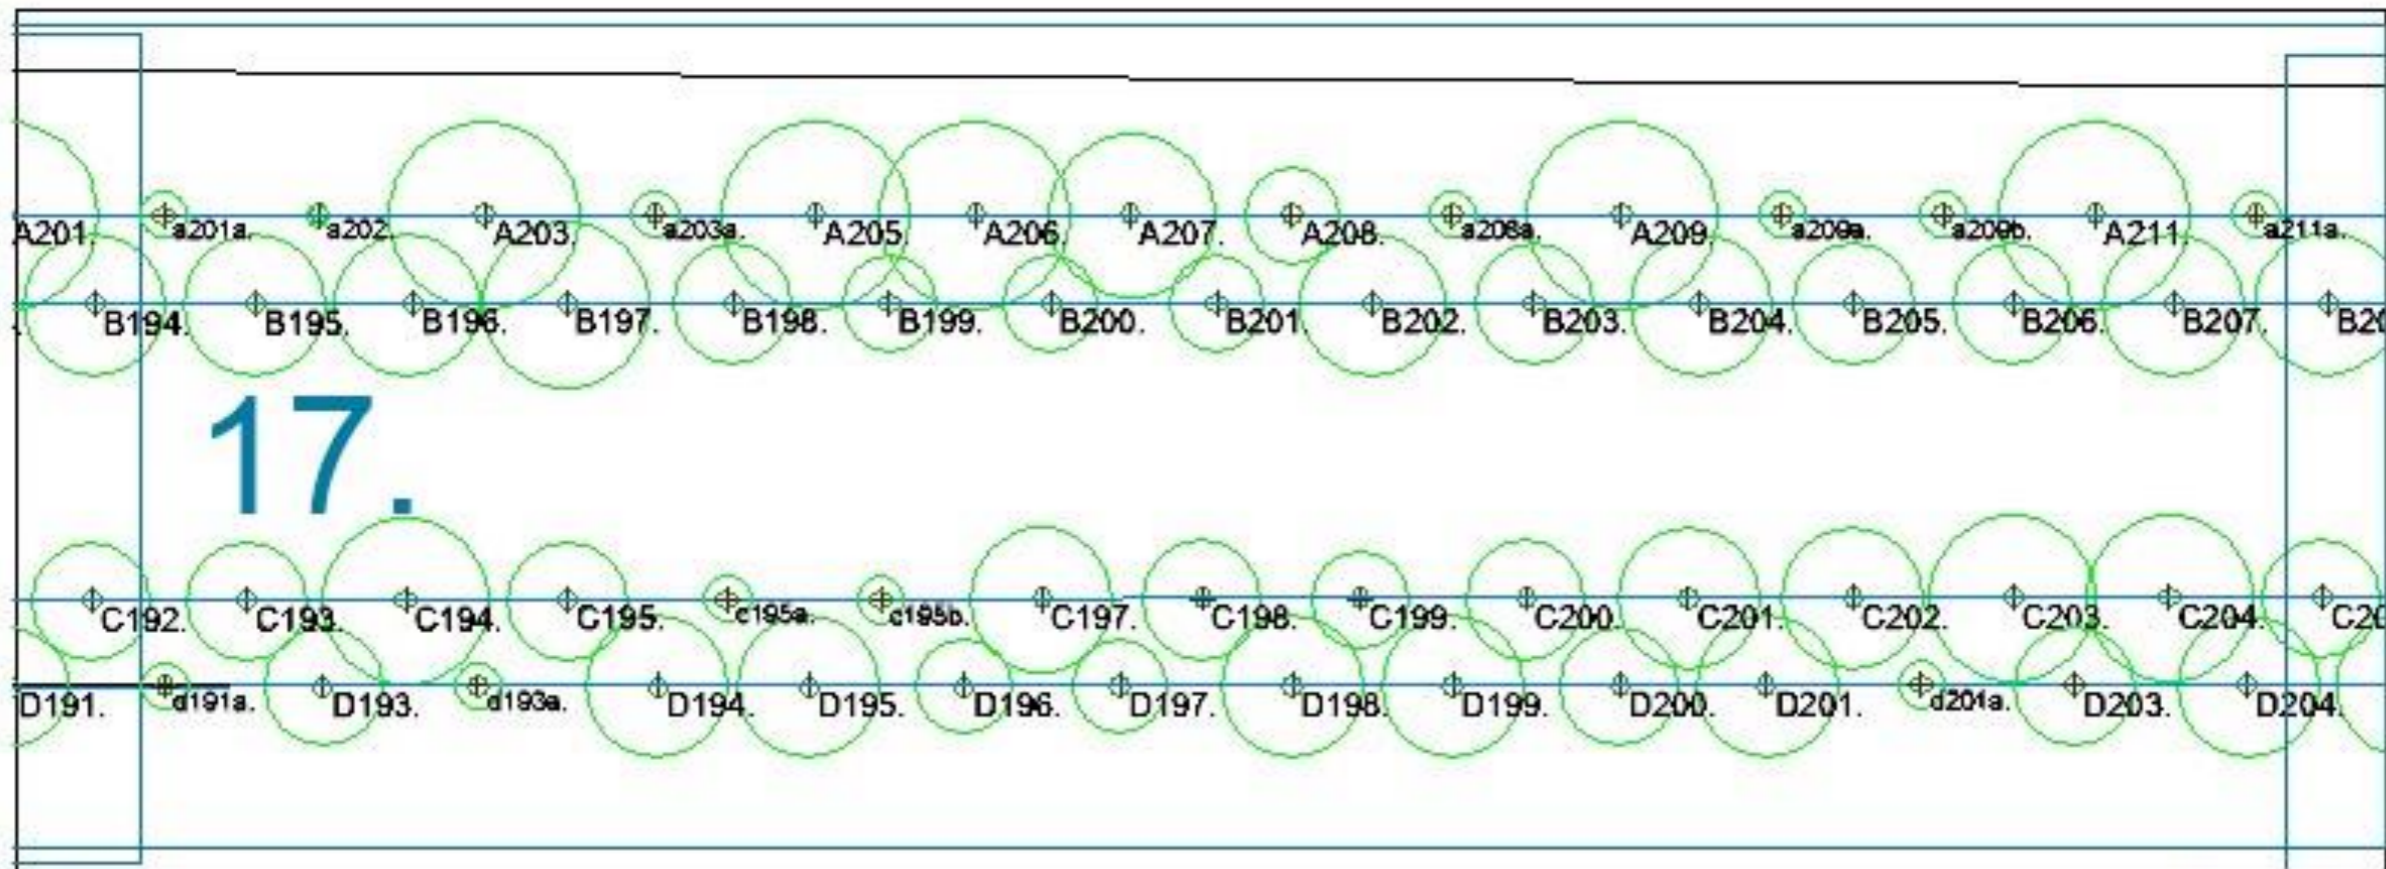 A201. a201a. a202. A203. a203a. A205. A206. A207. A208. a208a. A209. a209a. a209b. A211. a211a.
B194. B195. B196. B197. B198. B199. B200. B201. B202. B203. B204. B205. B206. B207. B20
17.
C192. C193. C194. C195. c195a. c195b. C197. C198. C199. C200. C201. C202. C203. C204. C20
D191. d191a. D193. d193a. D194. D195. D196. D197. D198. D199. D200. D201. d201a. D203. D204.